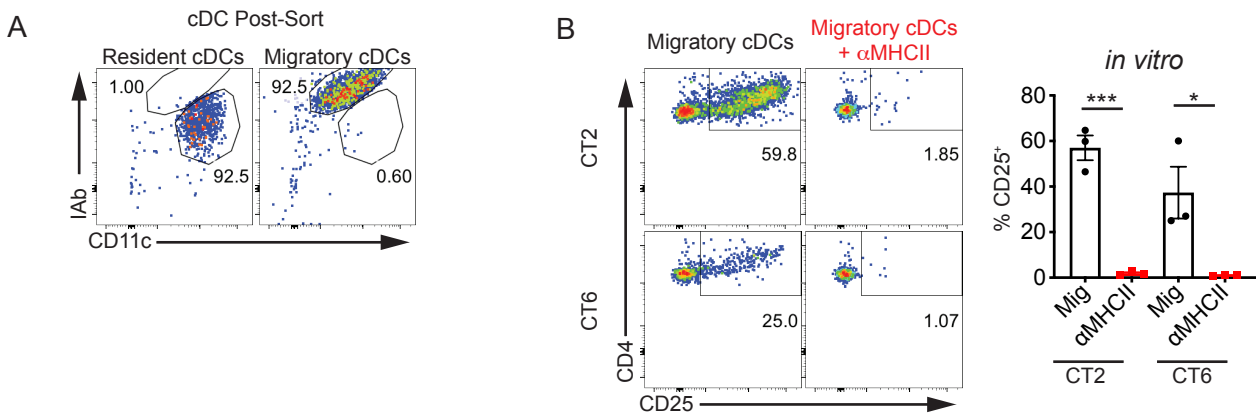 A
cDC Post-Sort
Resident cDCs
Migratory cDCs
1.00
92.5
92.5
0.60
IAb
CD11c
B
Migratory cDCs
Migratory cDCs
+ αMHCII
CT2
59.8
1.85
CT6
25.0
1.07
CD4
CD25
in vitro
***
*
% CD25+
80
60
40
20
0
Mig
αMHCII
Mig
αMHCII
CT2
CT6